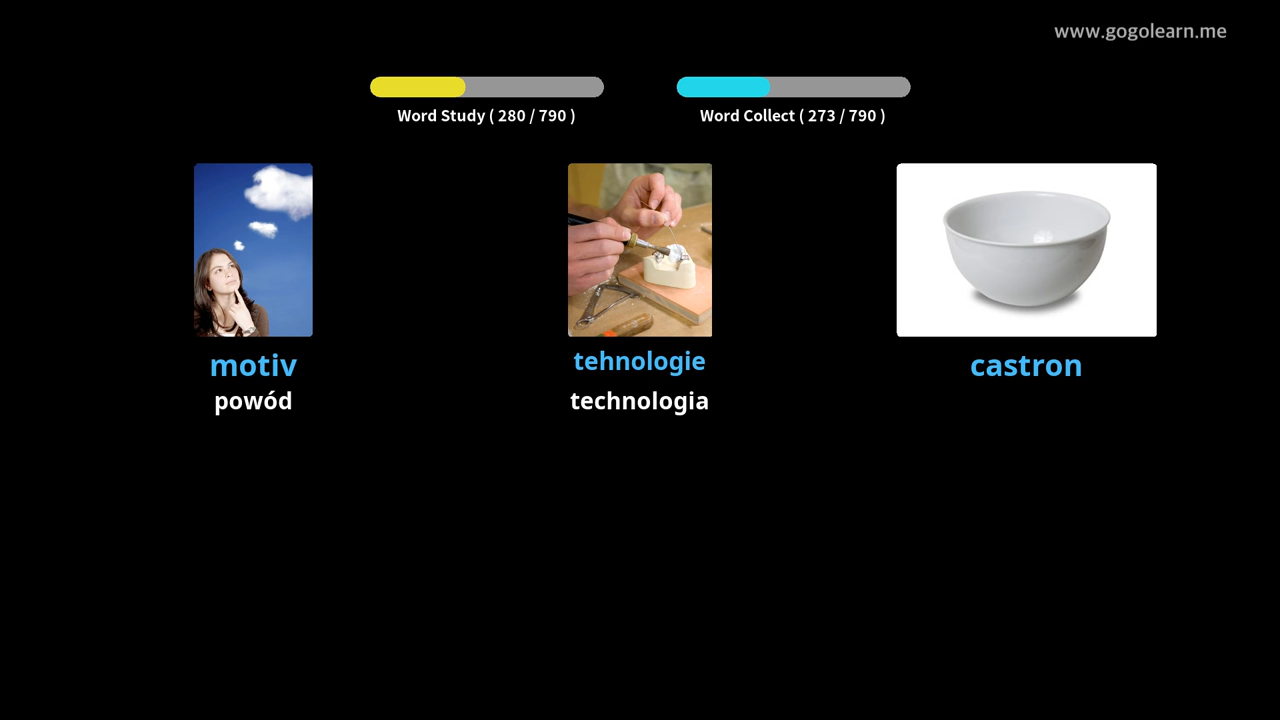 www.gogolearn.me
Word Study ( 280 / 790 )
Word Collect ( 273 / 790 )
motiv
powód
tehnologie
technologia
castron